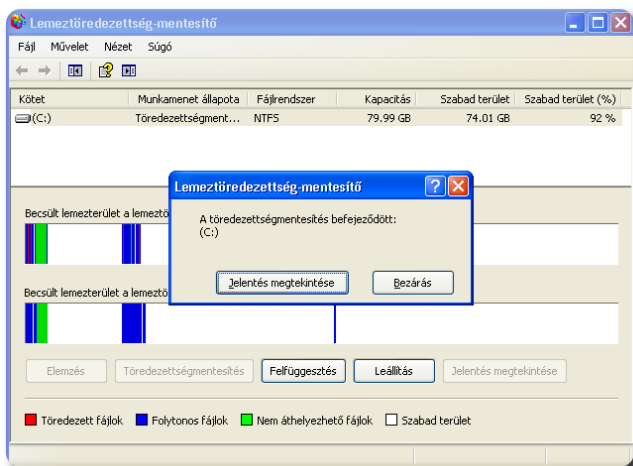 Lemeztöredezettség-mentesítő
Fájl Művelet Nézet Súgó
Kötet Munkamenet állapota Fájlrendszer Kapacitás Szabad terület Szabad terület (%)
(C:) Töredezettségment... NTFS 79.99 GB 74.01 GB 92 %
Lemeztöredezettség-mentesítő
A töredezettségmentesítés befejeződött:
(C:)
Jelentés megtekintése Bezárás
Becsült lemezterület a lemeztö
Becsült lemezterület a lemeztö
Elemzés Töredezettségmentesítés Felfüggesztés Leállítás Jelentés megtekintése
Töredezett fájlok Folytonos fájlok Nem áthelyezhető fájlok Szabad terület